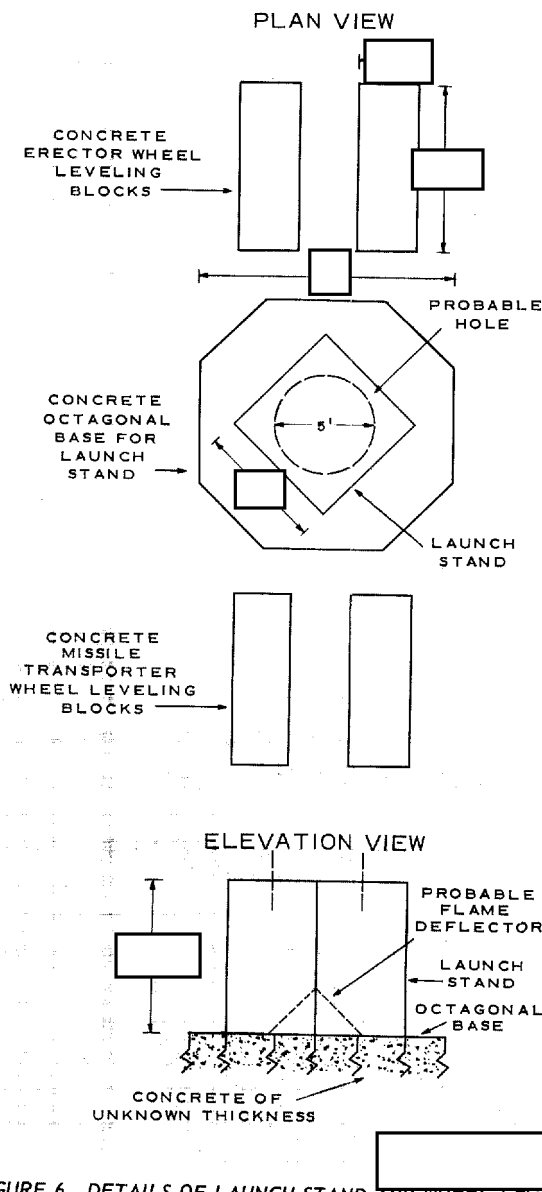 PLAN VIEW
CONCRETE
ERECTOR WHEEL
LEVELING
BLOCKS
PROBABLE
HOLE
5'
CONCRETE
OCTAGONAL
BASE FOR
LAUNCH
STAND
LAUNCH
STAND
CONCRETE
MISSILE
TRANSPORTER
WHEEL LEVELING
BLOCKS
ELEVATION VIEW
PROBABLE
FLAME
DEFLECTOR
LAUNCH
STAND
OCTAGONAL
BASE
CONCRETE OF
UNKNOWN THICKNESS
GURE 6. DETAILS OF LAUNCH STAND